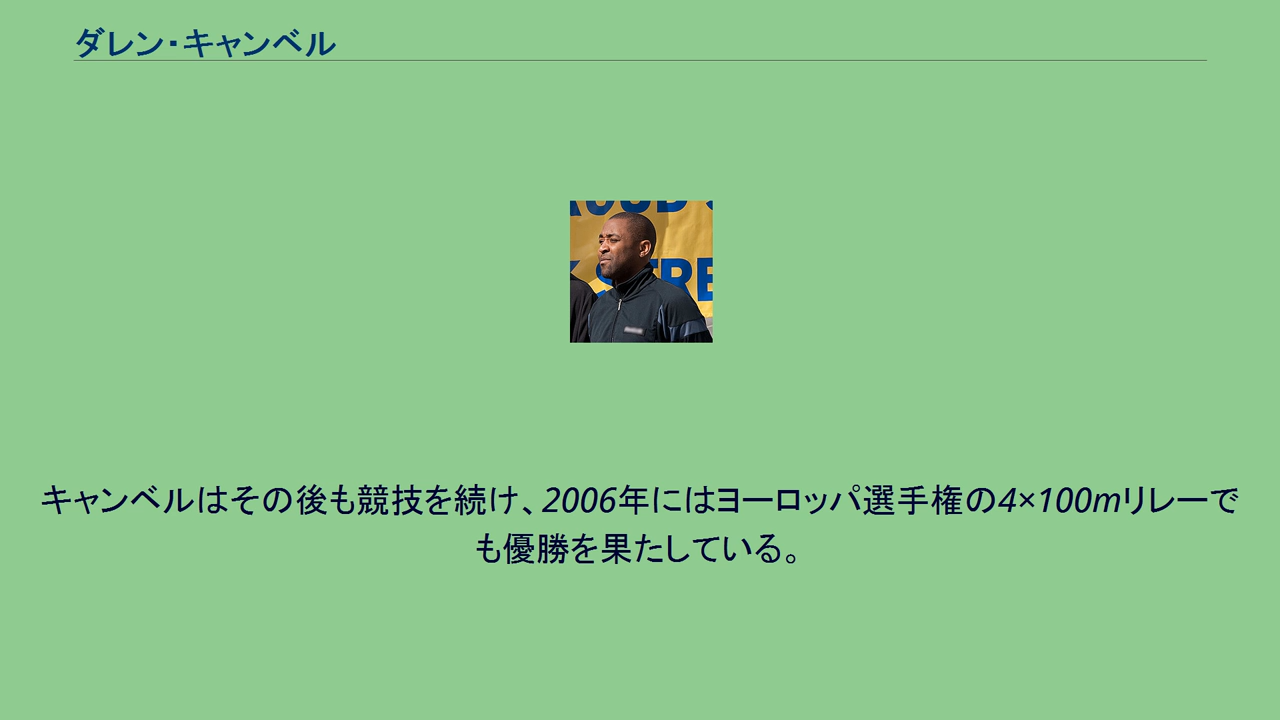 ダレン・キャンベル
STRE
キャンベルはその後も競技を続け、2006年にはヨーロッパ選手権の4×100mリレーで
も優勝を果たしている。